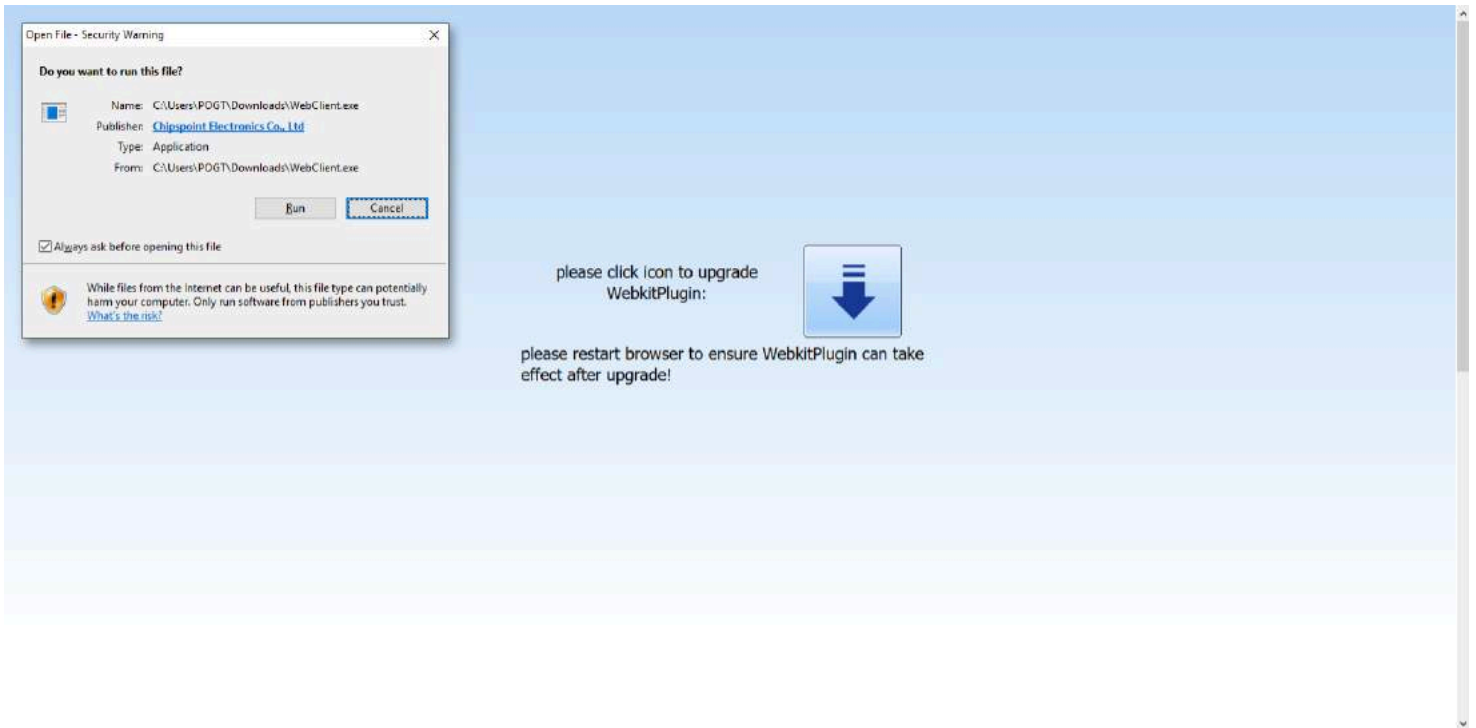 Open File - Security Warning
Do you want to run this file?
Name: C:\Users\POGT\Downloads\WebClient.exe
Publisher: Chipspoint Electronics Co., Ltd
Type: Application
From: C:\Users\POGT\Downloads\WebClient.exe
Run Cancel
Always ask before opening this file
While files from the Internet can be useful, this file type can potentially
harm your computer. Only run software from publishers you trust.
What's the risk?
please click icon to upgrade
WebkitPlugin:
please restart browser to ensure WebkitPlugin can take
effect after upgrade!